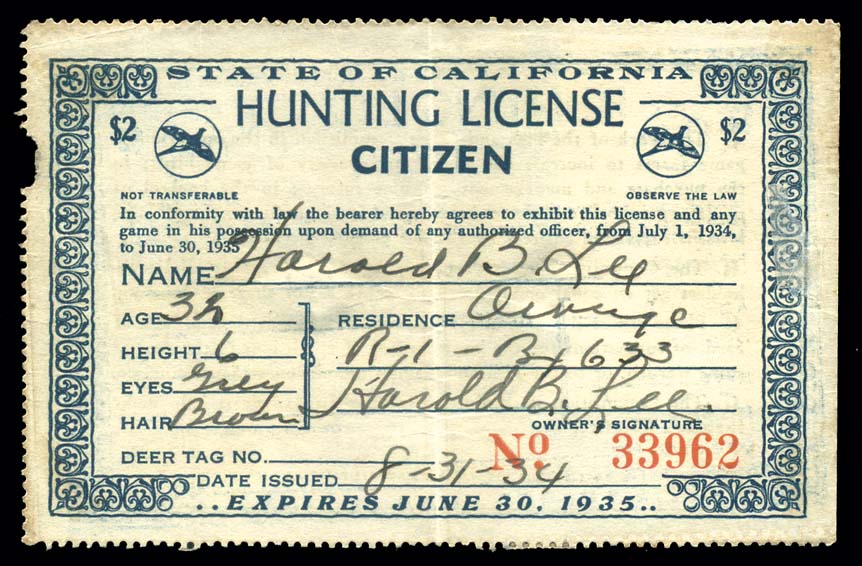 STATE OF CALIFORNIA
HUNTING LICENSE
$2 CITIZEN $2
NOT TRANSFERABLE OBSERVE THE LAW
In conformity with law the bearer hereby agrees to exhibit this license and any
game in his possession upon demand of any authorized officer, from July 1, 1934,
to June 30, 1935
NAME Harold B. Lee
AGE 32 RESIDENCE Orange
HEIGHT 6 R-1-Bx 633
EYES Grey Harold B. Lee.
HAIR Brown OWNER'S SIGNATURE
DEER TAG NO. No 33962
DATE ISSUED 8-31-34
..EXPIRES JUNE 30, 1935..